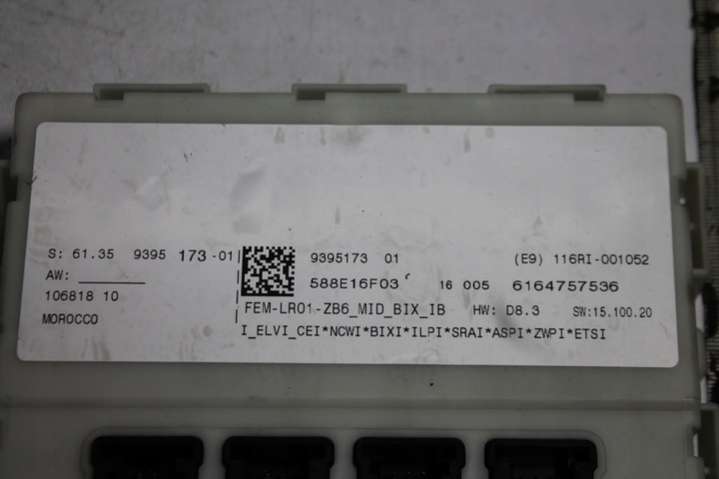 S: 61.35 9395 173-01
AW:
106818 10
MOROCCO
9395173 01 (E9) 116RI-001052
588E16F03 16 005 6164757536
FEM-LR01-ZB6_MID_BIX_IB HW: D8.3 SW:15.100.20
I_ELVI_CEI*NCWI*BIXI*ILPI*SRAI*ASPI*ZWPI*ETSI